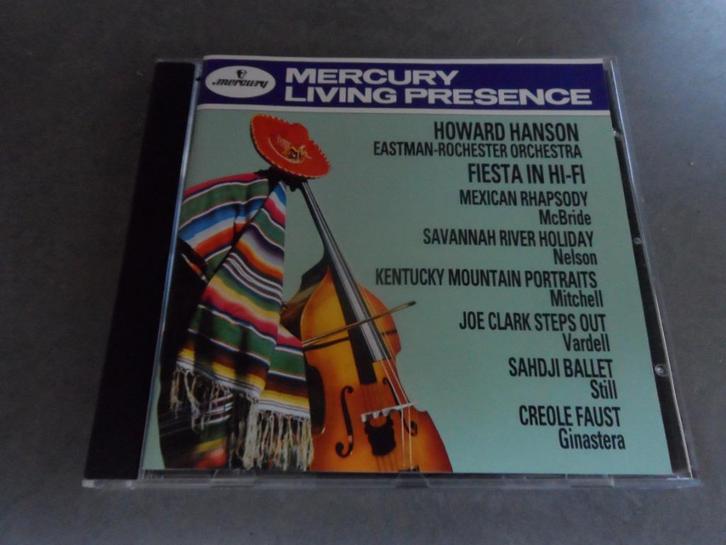 mercury
MERCURY
LIVING PRESENCE
HOWARD HANSON
EASTMAN-ROCHESTER ORCHESTRA
FIESTA IN HI-FI
MEXICAN RHAPSODY
McBride
SAVANNAH RIVER HOLIDAY
Nelson
KENTUCKY MOUNTAIN PORTRAITS
Mitchell
JOE CLARK STEPS OUT
Vardell
SAHDJI BALLET
Still
CREOLE FAUST
Ginastera